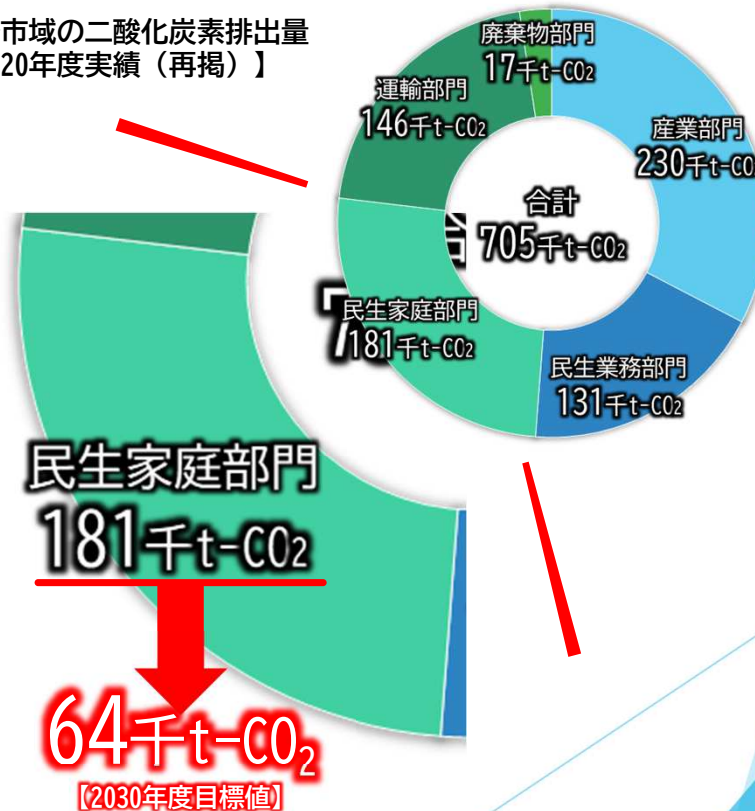 市域の二酸化炭素排出量
20年度実績（再掲）】
廃棄物部門
17千t-CO2
運輸部門
146千t-CO2
産業部門
230千t-CO
合計
705千t-CO2
民生家庭部門
181千t-CO2
民生業務部門
131千t-CO2
民生家庭部門
181千t-CO2
64千t-CO2
【2030年度目標値】